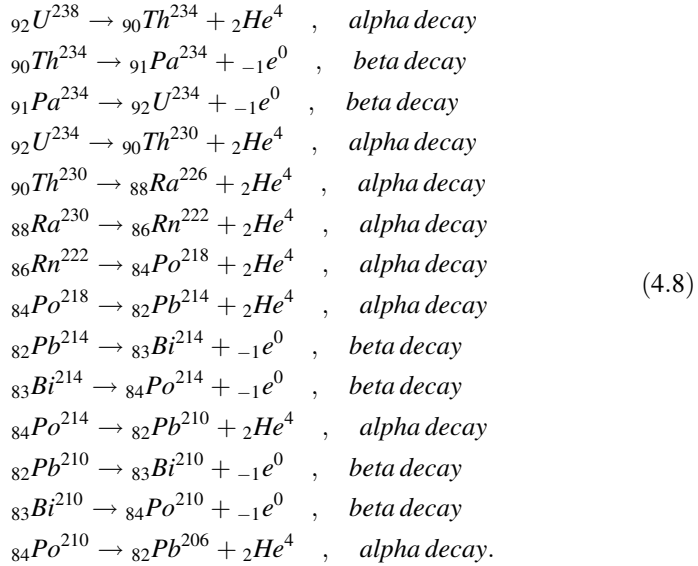 ₉₂U²³⁸ → ₉₀Th²³⁴ + ₂He⁴ , alpha decay
₉₀Th²³⁴ → ₉₁Pa²³⁴ + ₋₁e⁰ , beta decay
₉₁Pa²³⁴ → ₉₂U²³⁴ + ₋₁e⁰ , beta decay
₉₂U²³⁴ → ₉₀Th²³⁰ + ₂He⁴ , alpha decay
₉₀Th²³⁰ → ₈₈Ra²²⁶ + ₂He⁴ , alpha decay
₈₈Ra²³⁰ → ₈₆Rn²²² + ₂He⁴ , alpha decay
₈₆Rn²²² → ₈₄Po²¹⁸ + ₂He⁴ , alpha decay
₈₄Po²¹⁸ → ₈₂Pb²¹⁴ + ₂He⁴ , alpha decay
(4.8)
₈₂Pb²¹⁴ → ₈₃Bi²¹⁴ + ₋₁e⁰ , beta decay
₈₃Bi²¹⁴ → ₈₄Po²¹⁴ + ₋₁e⁰ , beta decay
₈₄Po²¹⁴ → ₈₂Pb²¹⁰ + ₂He⁴ , alpha decay
₈₂Pb²¹⁰ → ₈₃Bi²¹⁰ + ₋₁e⁰ , beta decay
₈₃Bi²¹⁰ → ₈₄Po²¹⁰ + ₋₁e⁰ , beta decay
₈₄Po²¹⁰ → ₈₂Pb²⁰⁶ + ₂He⁴ , alpha decay.